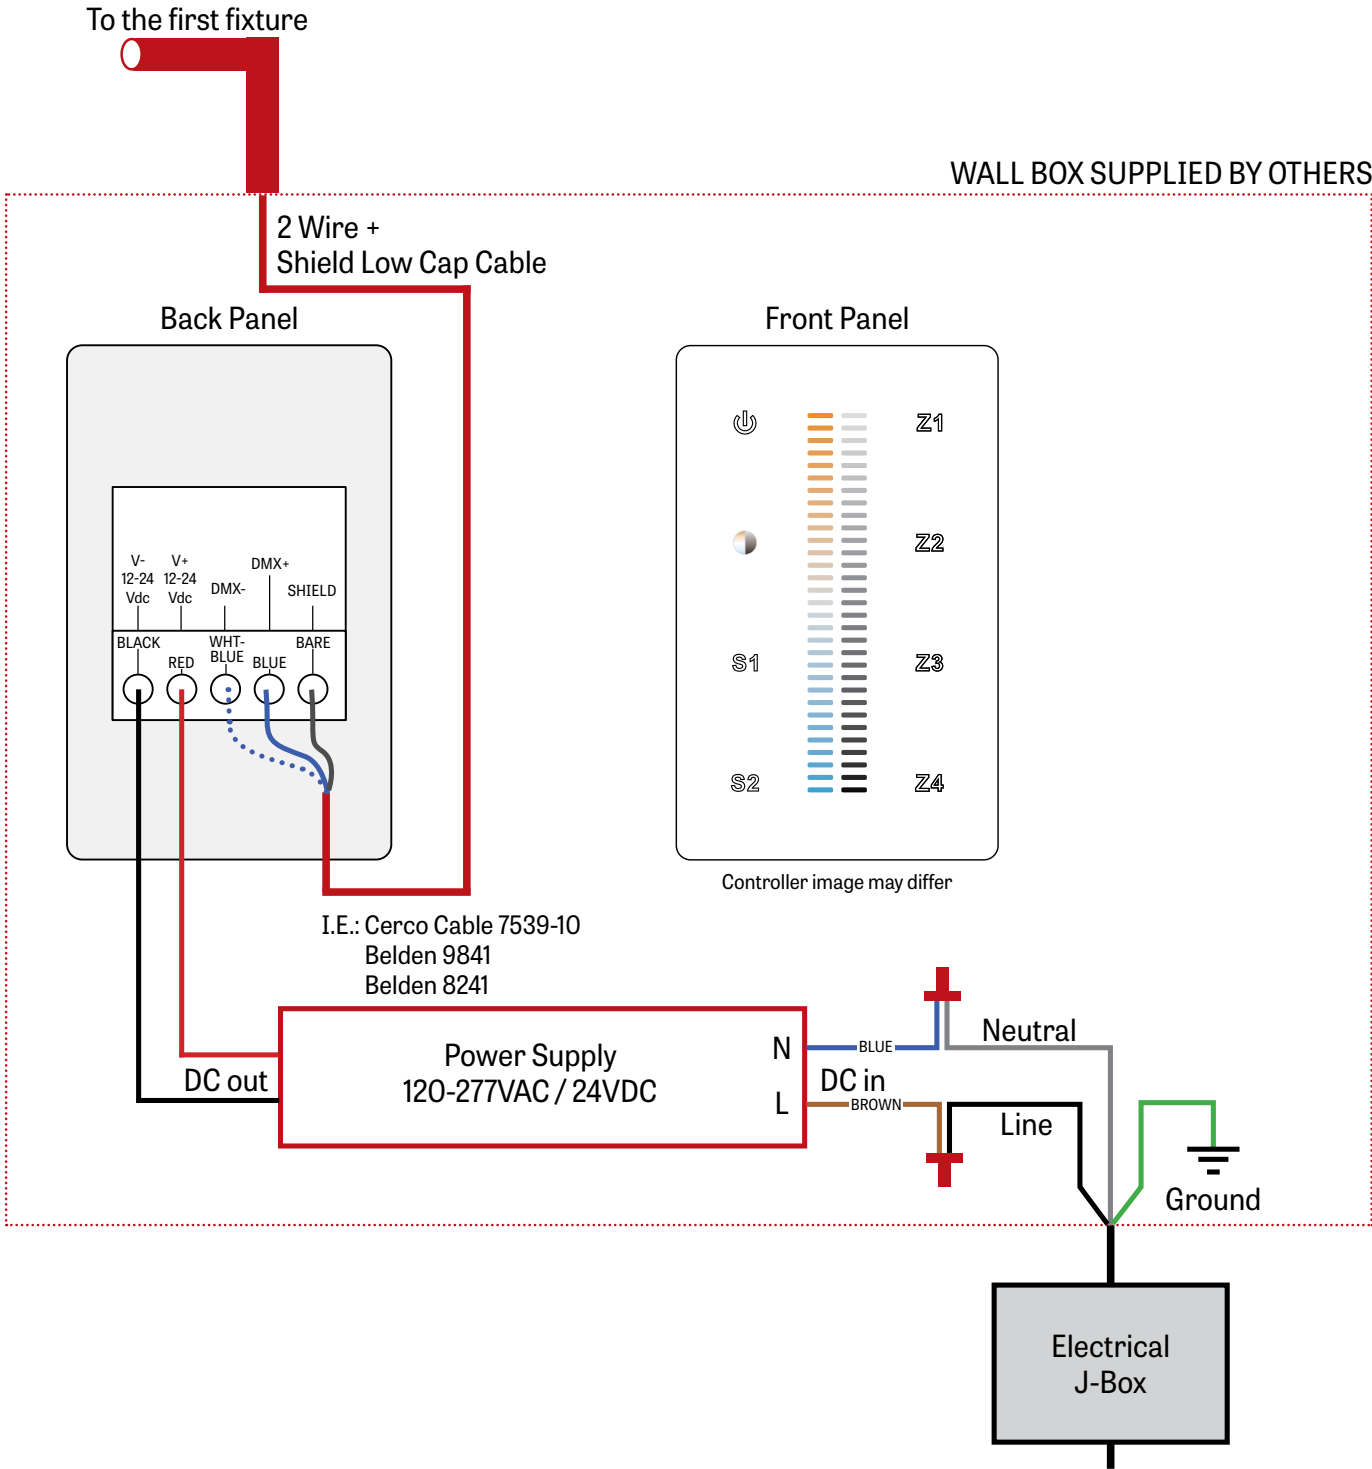 To the first fixture
WALL BOX SUPPLIED BY OTHERS
2 Wire +
Shield Low Cap Cable
Back Panel
V-
12-24
Vdc
V+
12-24
Vdc
DMX-
DMX+
SHIELD
BLACK
RED
WHT-
BLUE
BLUE
BARE
Front Panel
Z1
Z2
S1
Z3
S2
Z4
Controller image may differ
I.E.: Cerco Cable 7539-10
Belden 9841
Belden 8241
Power Supply
120-277VAC / 24VDC
DC out
N
L
DC in
BLUE
BROWN
Neutral
Line
Ground
Electrical
J-Box